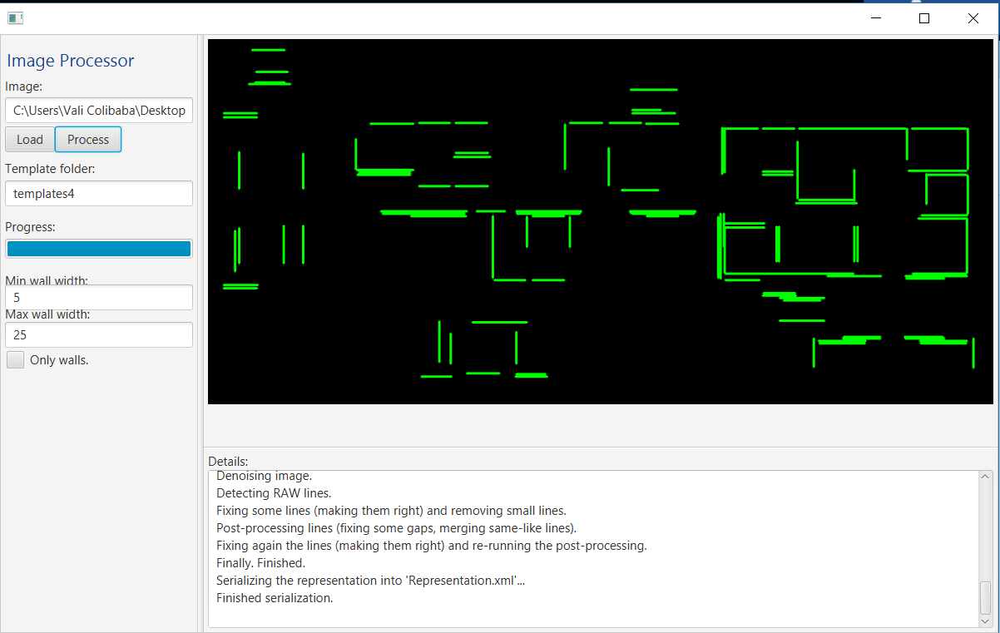 Image Processor
Image:
C:\Users\Vali Colibaba\Desktop
Load Process
Template folder:
templates4
Progress:
Min wall width:
5
Max wall width:
25
Only walls.
Details:
Denoising image.
Detecting RAW lines.
Fixing some lines (making them right) and removing small lines.
Post-processing lines (fixing some gaps, merging same-like lines).
Fixing again the lines (making them right) and re-running the post-processing.
Finally. Finished.
Serializing the representation into 'Representation.xml'...
Finished serialization.